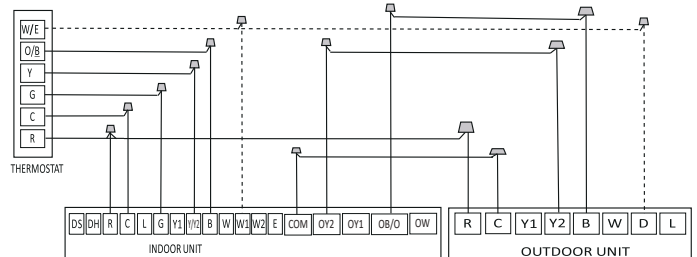 W/E
O/B
Y
G
C
R
THERMOSTAT
DS DH R C L G Y1 Y/Y2 B W W1 W2 E COM OY2 OY1 OB/O OW
INDOOR UNIT
R C Y1 Y2 B W D L
OUTDOOR UNIT